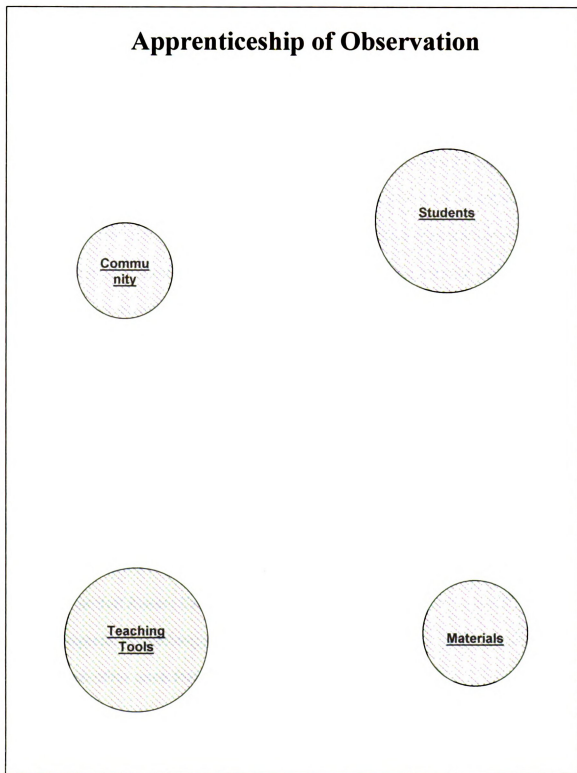 Apprenticeship of Observation
Students
Commu
nity
Teaching
Tools
Materials